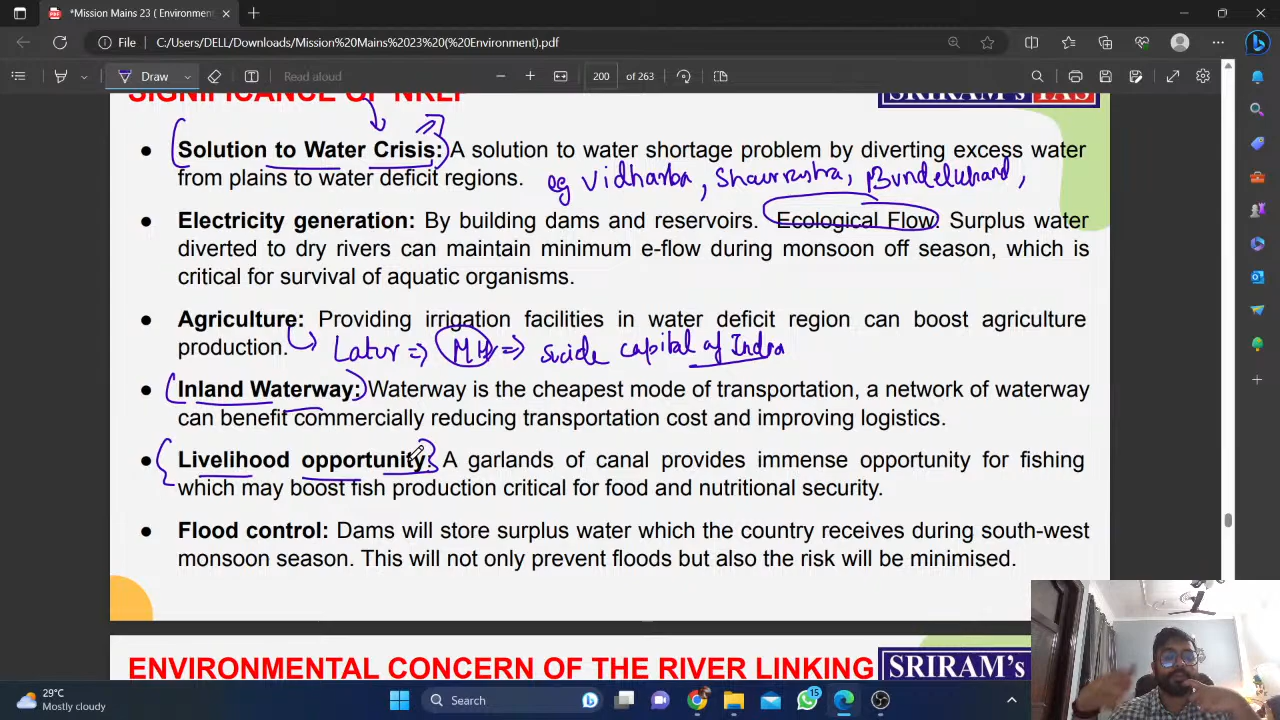 *Mission Mains 23 ( Environment
File
C:/Users/DELL/Downloads/Mission%20Mains%2023%20(%20Environment).pdf
Draw
Read aloud
200 of 263
SIGNIFICANCE OF NRLP
SRIRAM's IAS
• Solution to Water Crisis: A solution to water shortage problem by diverting excess water
from plains to water deficit regions. eg Vidharba, Shaurastra, Bundelkhand,
• Electricity generation: By building dams and reservoirs. Ecological Flow. Surplus water
diverted to dry rivers can maintain minimum e-flow during monsoon off season, which is
critical for survival of aquatic organisms.
• Agriculture: Providing irrigation facilities in water deficit region can boost agriculture
production. Latur => MH => sucide capital of India
• Inland Waterway: Waterway is the cheapest mode of transportation, a network of waterway
can benefit commercially reducing transportation cost and improving logistics.
• Livelihood opportunity: A garlands of canal provides immense opportunity for fishing
which may boost fish production critical for food and nutritional security.
• Flood control: Dams will store surplus water which the country receives during south-west
monsoon season. This will not only prevent floods but also the risk will be minimised.
ENVIRONMENTAL CONCERN OF THE RIVER LINKING
SRIRAM's
29°C
Mostly cloudy
Search
15